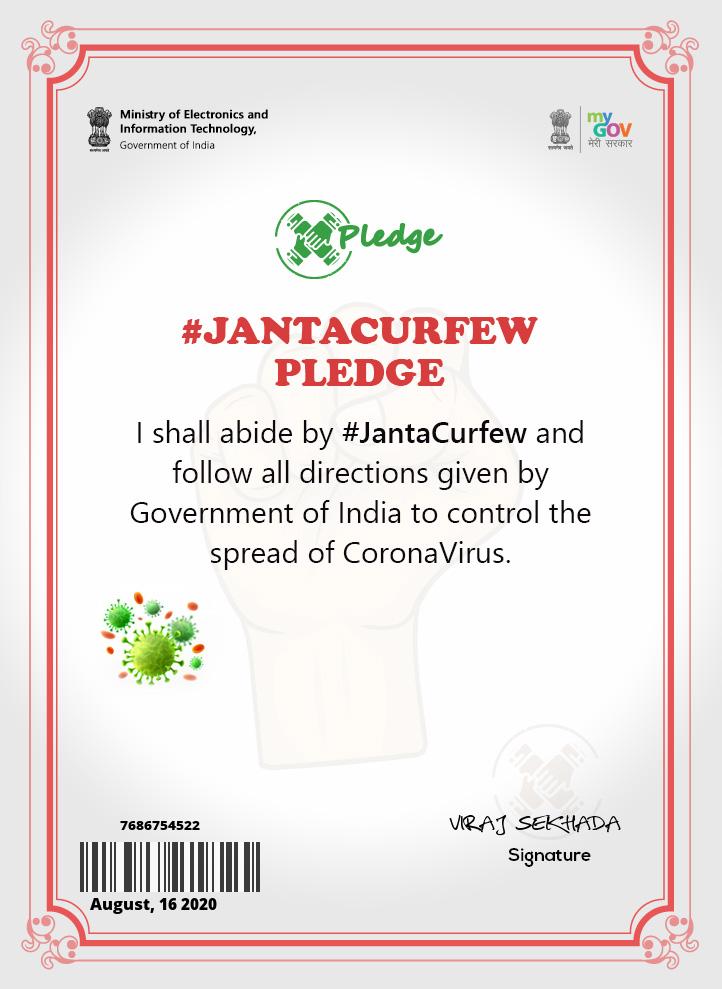 Ministry of Electronics and
Information Technology,
Government of India
सत्यमेव जयते
my
GOV
मेरी सरकार
सत्यमेव जयते
Pledge
#JANTACURFEW
PLEDGE
I shall abide by #JantaCurfew and
follow all directions given by
Government of India to control the
spread of CoronaVirus.
7686754522
August, 16 2020
VIRAJ SEKHADA
Signature